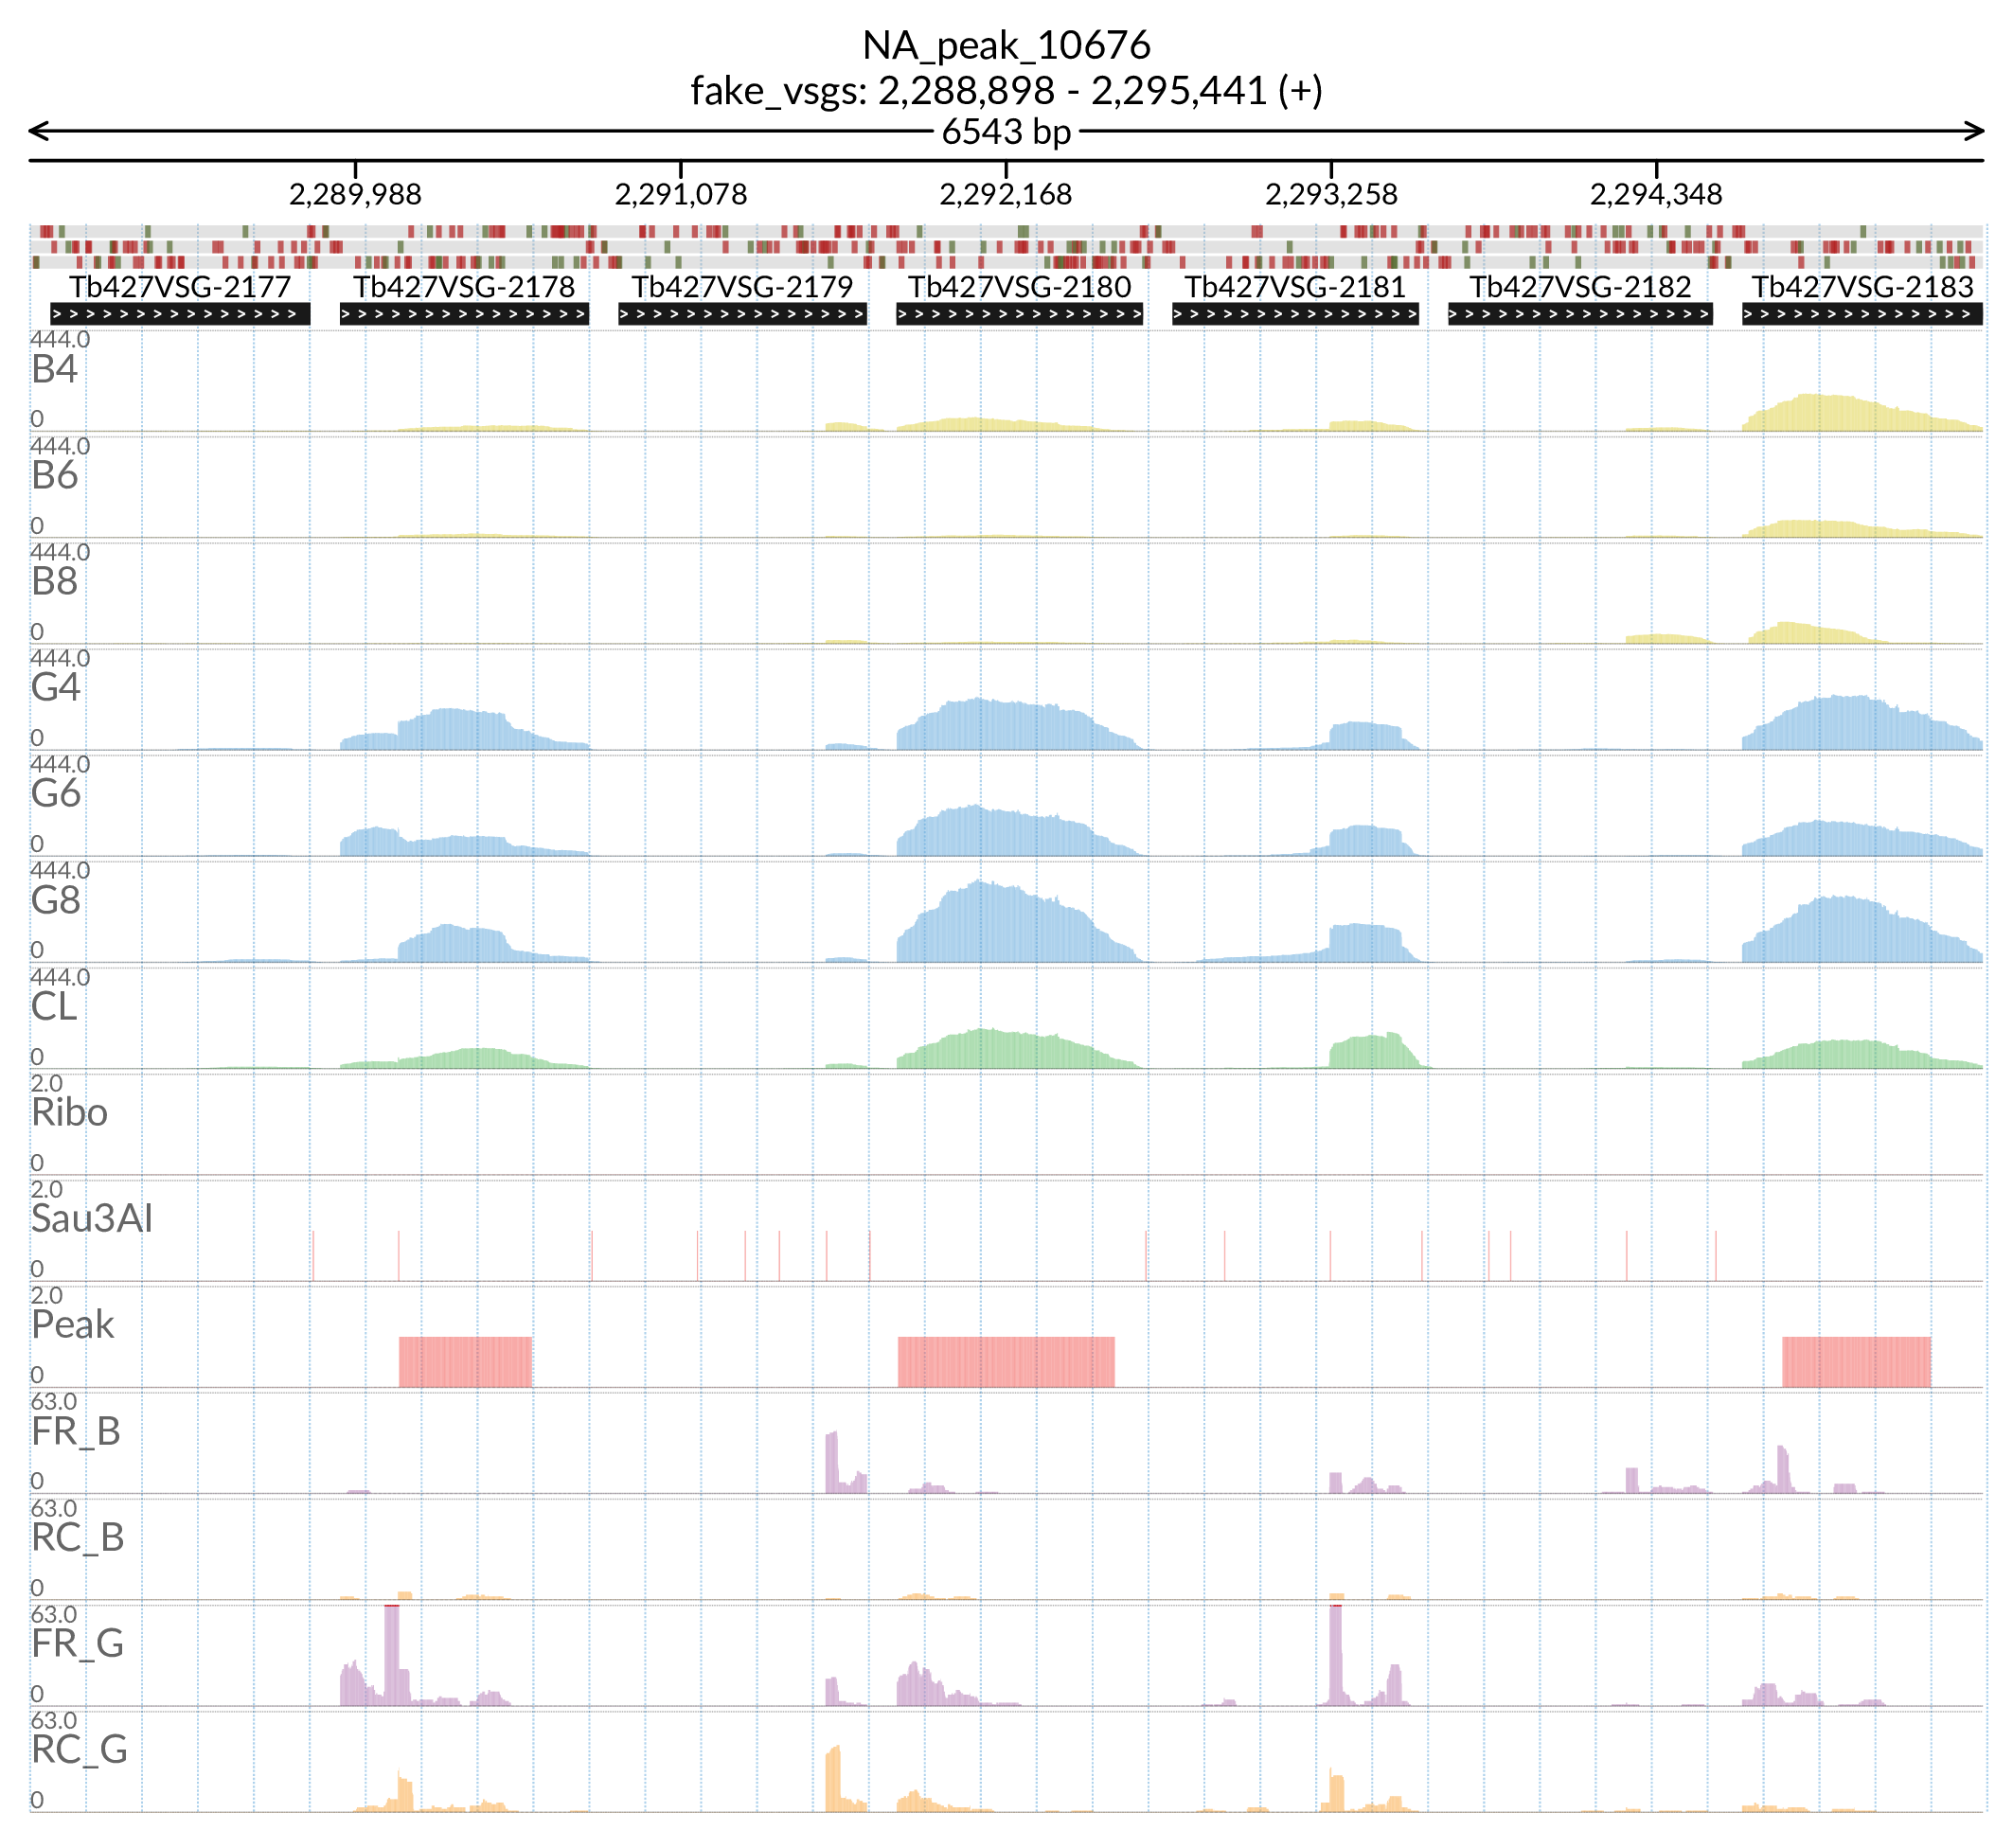 NA_peak_10676
fake_vsgs: 2,288,898 - 2,295,441 (+)
6543 bp
2,289,988 2,291,078 2,292,168 2,293,258 2,294,348
Tb427VSG-2177 Tb427VSG-2178 Tb427VSG-2179 Tb427VSG-2180 Tb427VSG-2181 Tb427VSG-2182 Tb427VSG-2183
444.0
B4
0
444.0
B6
0
444.0
B8
0
444.0
G4
0
444.0
G6
0
444.0
G8
0
444.0
CL
0
2.0
Ribo
0
2.0
Sau3AI
0
2.0
Peak
0
63.0
FR_B
0
63.0
RC_B
0
63.0
FR_G
0
63.0
RC_G
0